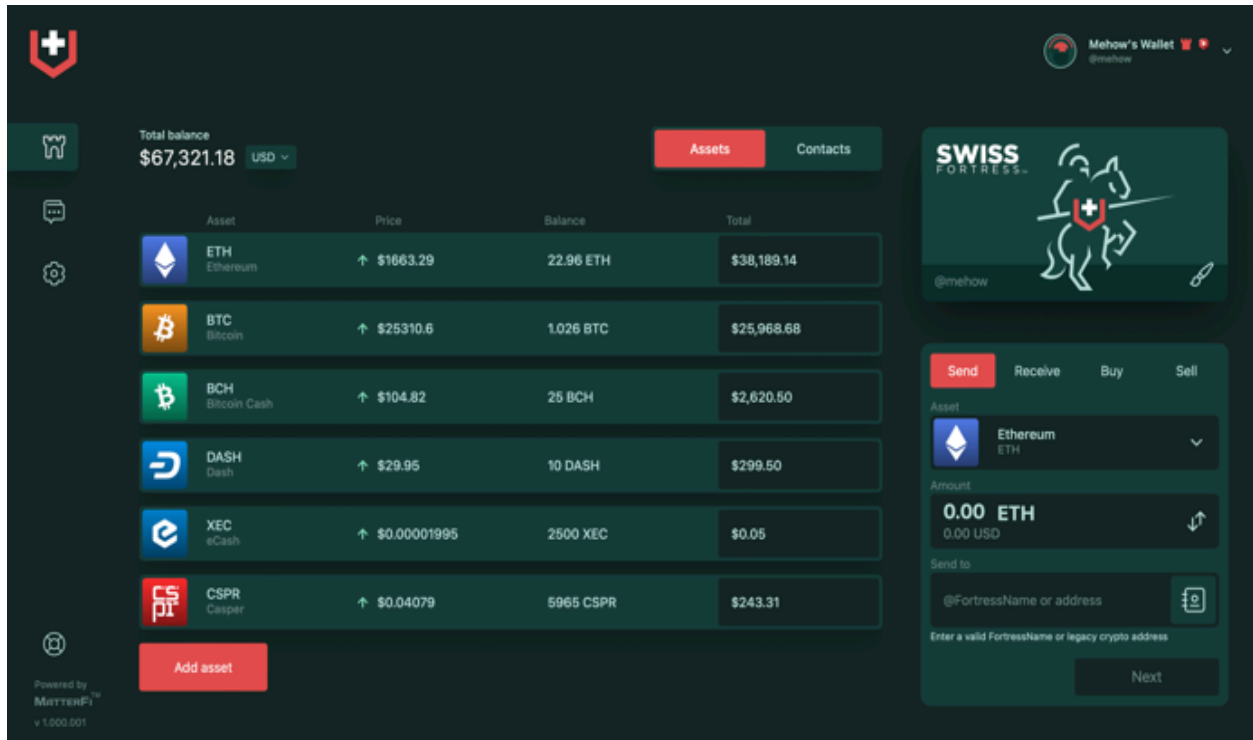 Mehow's Wallet
@mehow
Total balance
$67,321.18 USD
Assets Contacts
SWISS
FORTRESS
@mehow
Asset Price Balance Total
ETH
Ethereum
$1663.29 22.96 ETH $38,189.14
BTC
Bitcoin
$25310.6 1.026 BTC $25,968.68
BCH
Bitcoin Cash
$104.82 25 BCH $2,620.50
DASH
Dash
$29.95 10 DASH $299.50
XEC
eCash
$0.00001995 2500 XEC $0.05
CSPR
Casper
$0.04079 5965 CSPR $243.31
Add asset
Send Receive Buy Sell
Asset
Ethereum
ETH
Amount
0.00 ETH
0.00 USD
Send to
@FortressName or address
Enter a valid FortressName or legacy crypto address
Next
Powered by
MATTERFI™
v 1.000.001